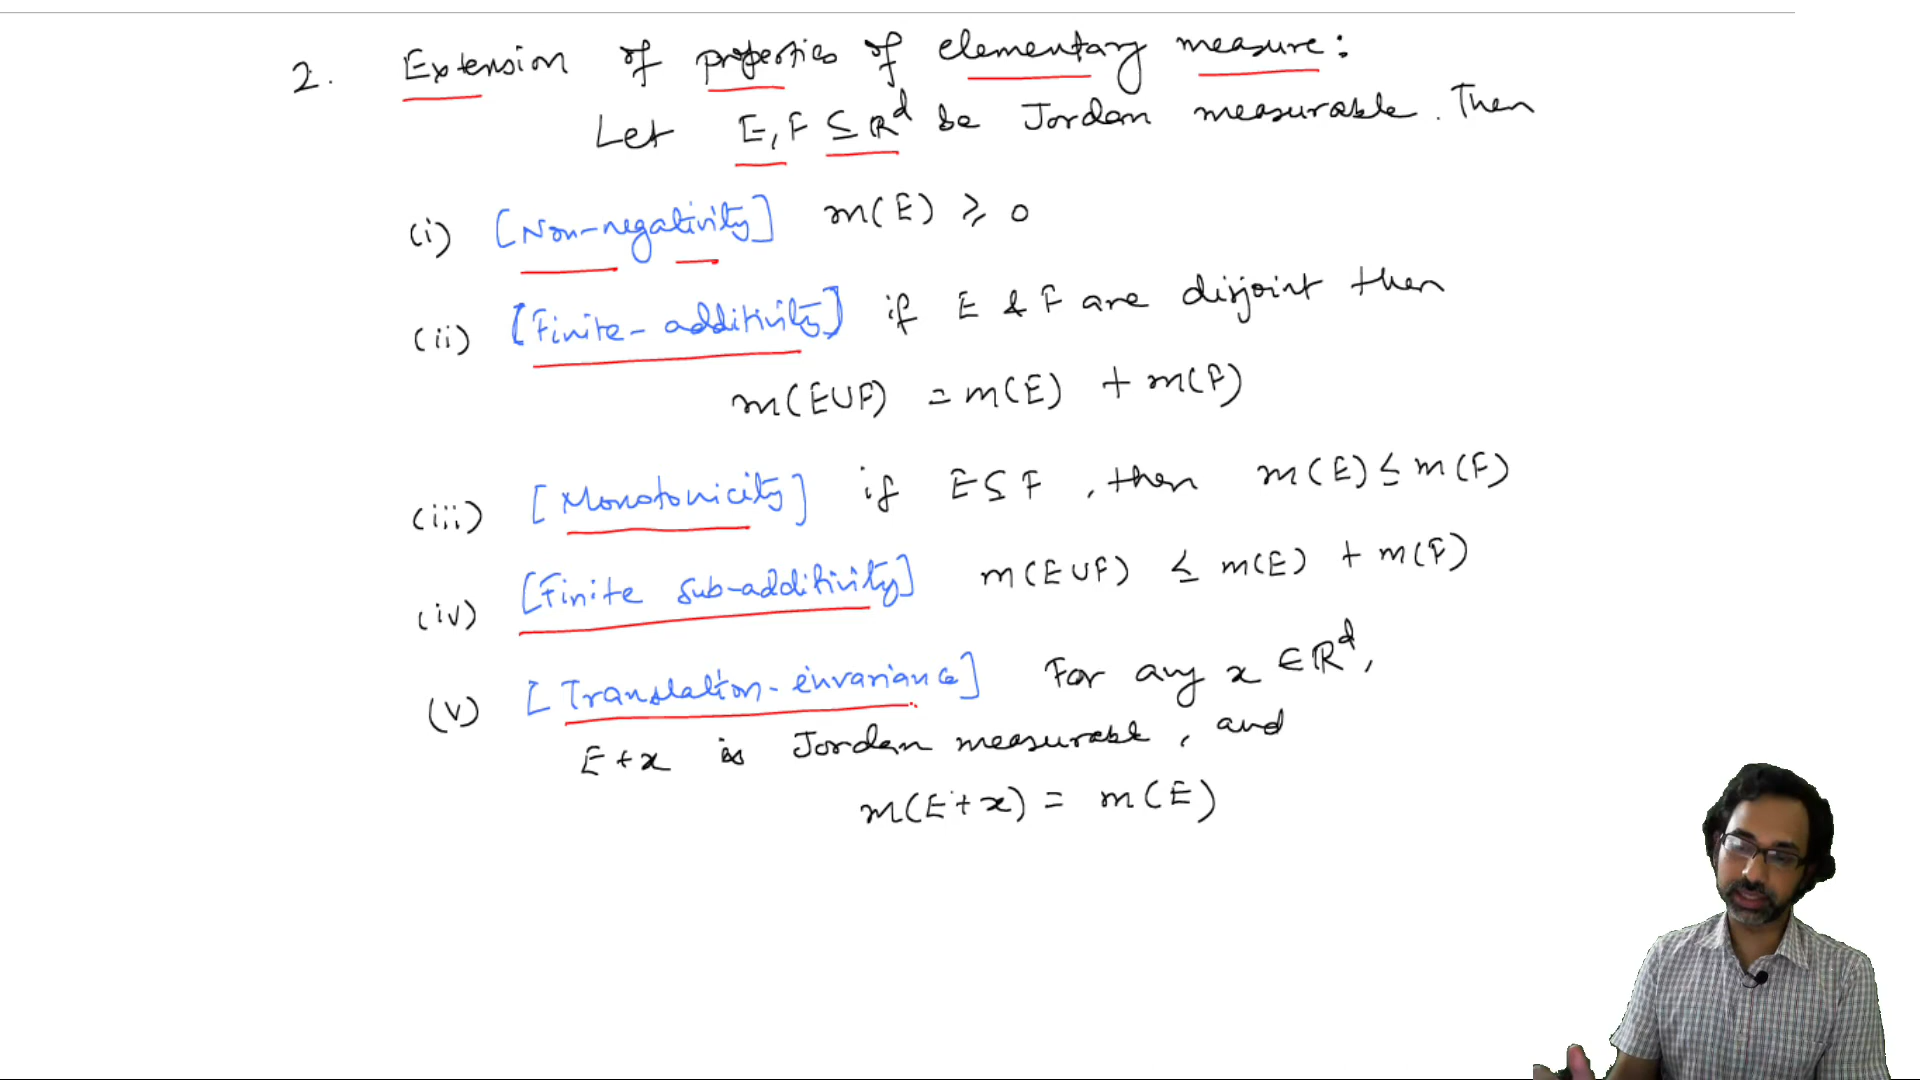 2. Extension of properties of elementary measure:
Let E, F ⊆ ℝᵈ be Jordan measurable. Then
(i) [Non-negativity] m(E) ⩾ 0
(ii) [Finite-additivity] if E & F are disjoint then
m(E∪F) = m(E) + m(F)
(iii) [Monotonicity] if E⊆F, then m(E) ≤ m(F)
(iv) [Finite sub-additivity] m(E∪F) ≤ m(E) + m(F)
(v) [Translation-invariance] For any x ∈ ℝᵈ,
E+x is Jordan measurable, and
m(E+x) = m(E)